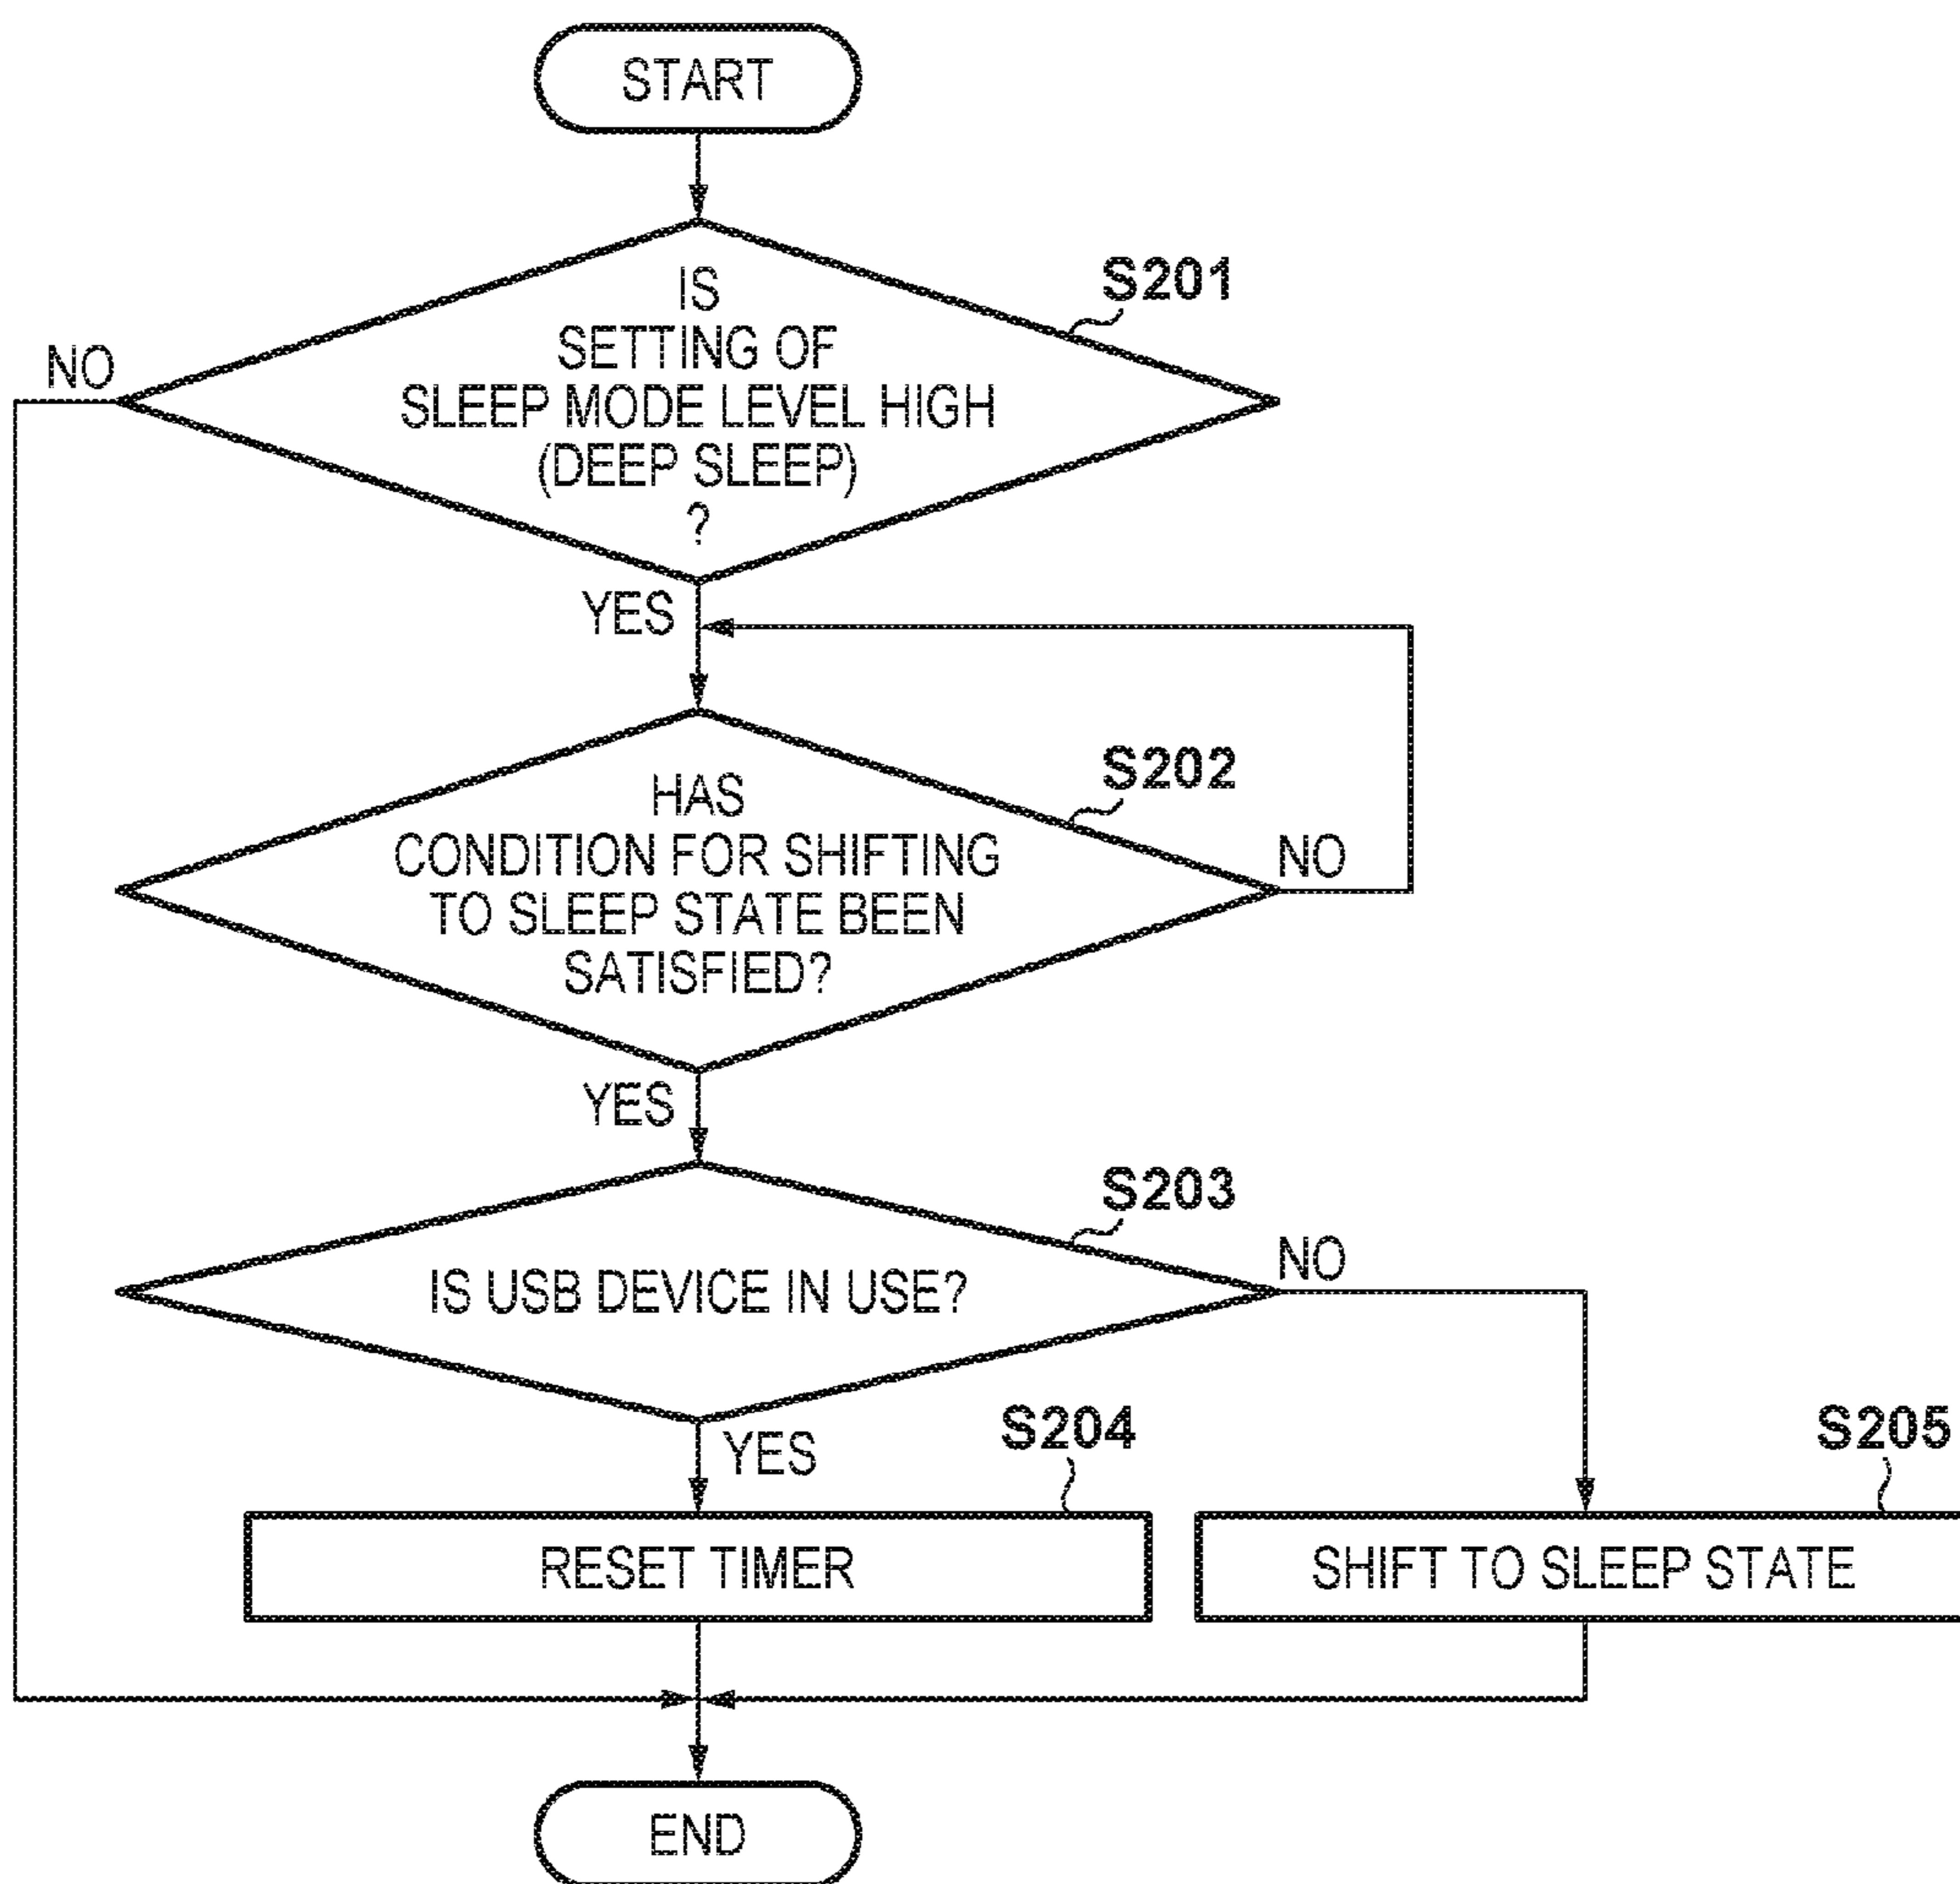 START
S201
IS
SETTING OF
SLEEP MODE LEVEL HIGH
(DEEP SLEEP)
?
NO
YES
S202
HAS
CONDITION FOR SHIFTING
TO SLEEP STATE BEEN
SATISFIED?
NO
YES
S203
IS USB DEVICE IN USE?
NO
YES
S204
RESET TIMER
S205
SHIFT TO SLEEP STATE
END